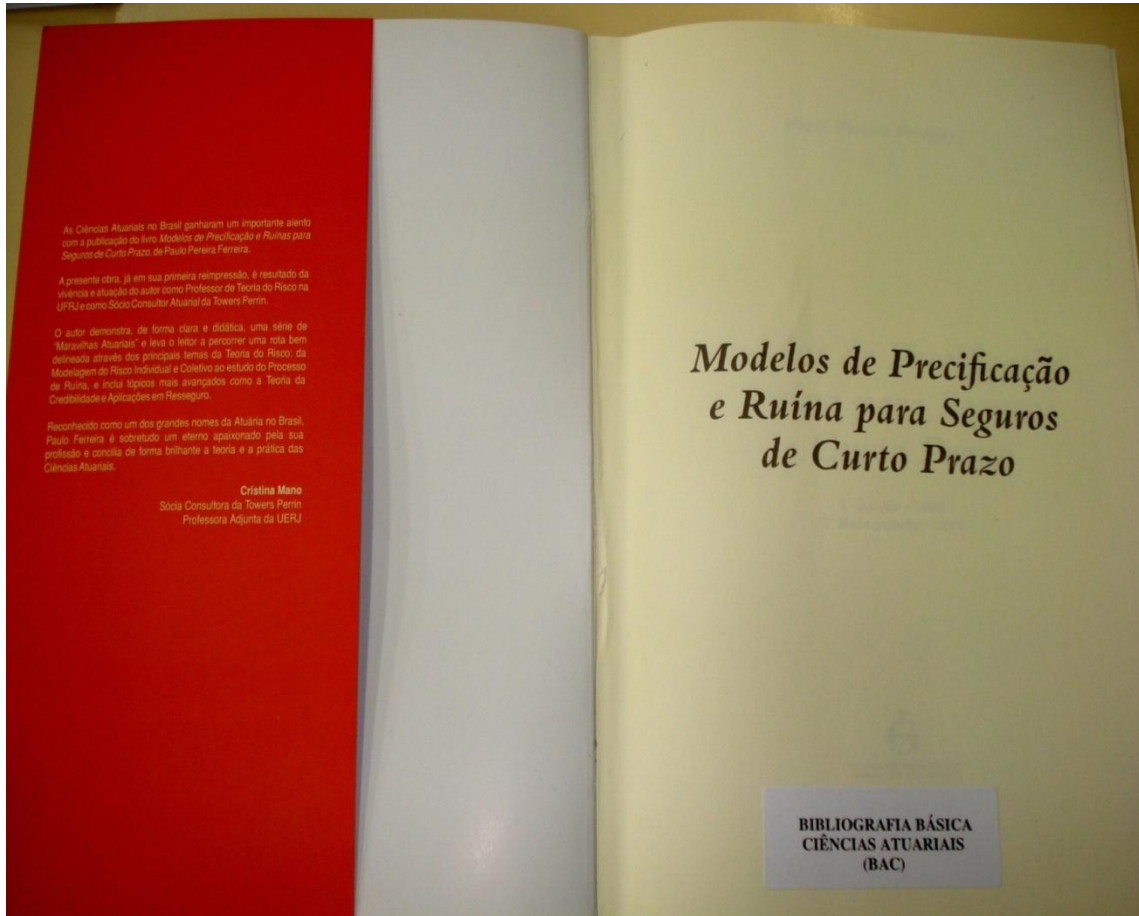 As Ciências Atuariais no Brasil ganharam um importante alento
com a publicação do livro Modelos de Precificação e Ruínas para
Seguros de Curto Prazo, de Paulo Pereira Ferreira.
A presente obra, já em sua primeira reimpressão, é resultado da
vivência e atuação do autor como Professor de Teoria do Risco na
UFRJ e como Sócio Consultor Atuarial da Towers Perrin.
O autor demonstra, de forma clara e didática, uma série de
"Maravilhas Atuariais" e leva o leitor a percorrer uma rota bem
delineada através dos principais temas da Teoria do Risco: da
Modelagem do Risco Individual e Coletivo ao estudo do Processo
de Ruína, e inclui tópicos mais avançados como a Teoria da
Credibilidade e Aplicações em Resseguro.
Reconhecido como um dos grandes nomes da Atuária no Brasil,
Paulo Ferreira é sobretudo um eterno apaixonado pela sua
profissão e concilia de forma brilhante a teoria e a prática das
Ciências Atuariais.
Cristina Mano
Sócia Consultora da Towers Perrin
Professora Adjunta da UERJ
Modelos de Precificação
e Ruína para Seguros
de Curto Prazo
BIBLIOGRAFIA BÁSICA
CIÊNCIAS ATUARIAIS
(BAC)